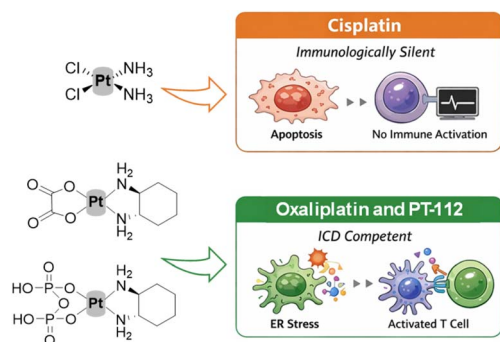 Cisplatin
Immunologically Silent
Cl
NH3
Pt
Cl
NH3
Apoptosis
No Immune Activation
O
O
H2
N
Pt
O
O
N
H2
Oxaliplatin and PT-112
ICD Competent
O
HO
P
O
H2
N
O
Pt
HO
P
O
N
H2
O
ER Stress
Activated T Cell